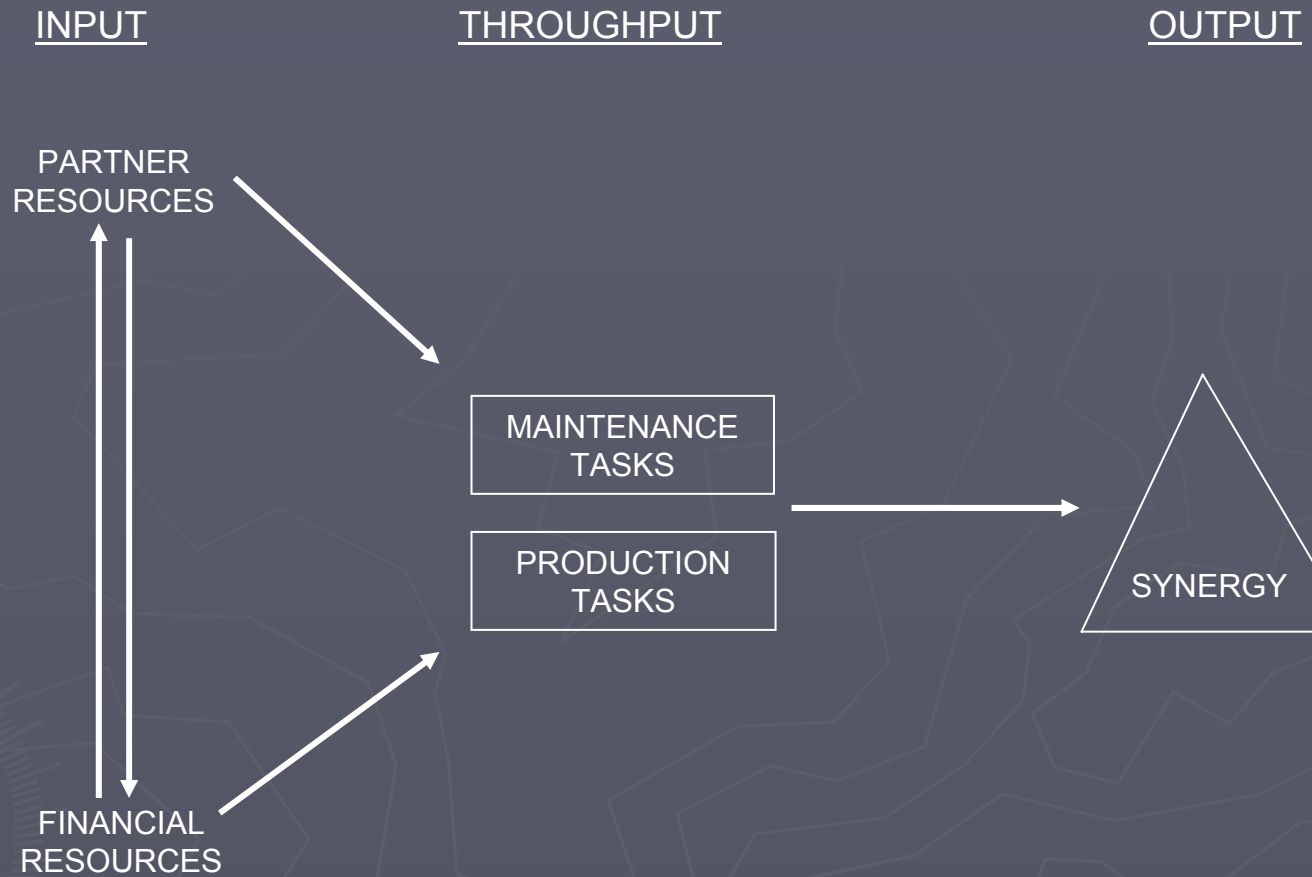 INPUT
THROUGHPUT
OUTPUT
PARTNER
RESOURCES
MAINTENANCE
TASKS
PRODUCTION
TASKS
SYNERGY
FINANCIAL
RESOURCES